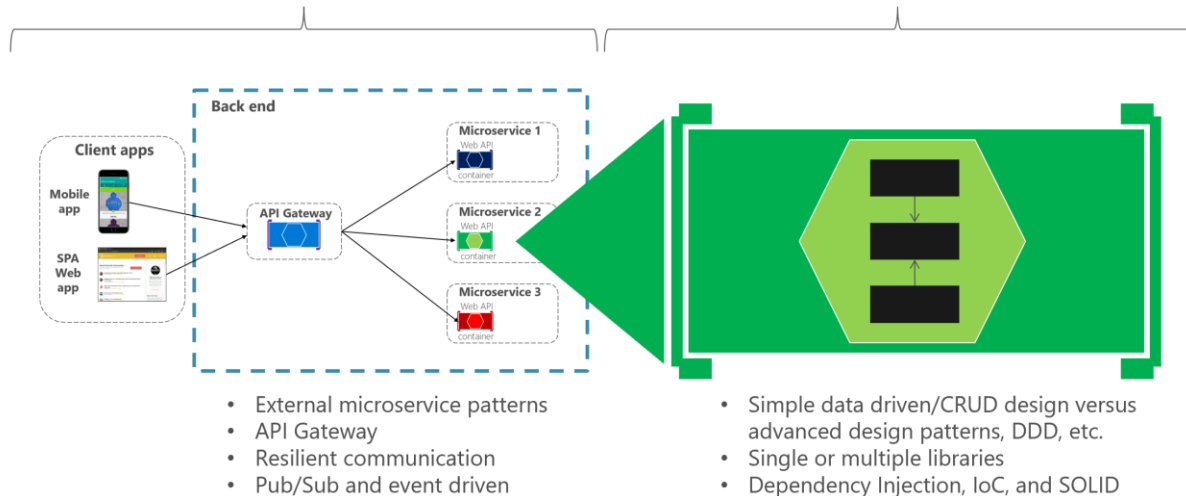 Back end
Client apps
Mobile
app
SPA
Web
app
API Gateway
Microservice 1
Web API
container
Microservice 2
Web API
container
Microservice 3
Web API
container
• External microservice patterns
• API Gateway
• Resilient communication
• Pub/Sub and event driven
• Simple data driven/CRUD design versus
advanced design patterns, DDD, etc.
• Single or multiple libraries
• Dependency Injection, IoC, and SOLID